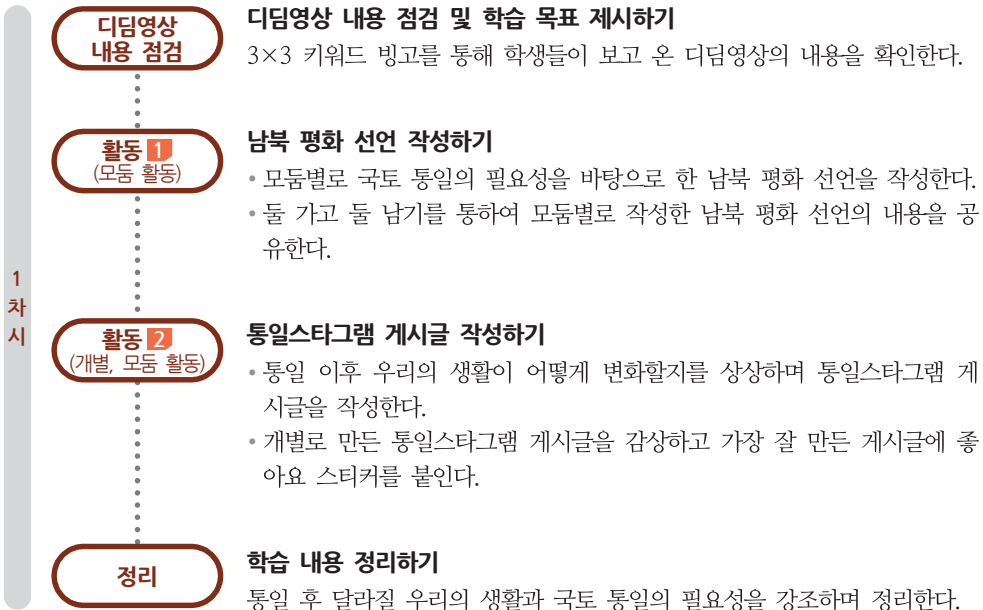 1
차
시
디딤영상
내용 점검
디딤영상 내용 점검 및 학습 목표 제시하기
3×3 키워드 빙고를 통해 학생들이 보고 온 디딤영상의 내용을 확인한다.
활동 1
(모둠 활동)
남북 평화 선언 작성하기
• 모둠별로 국토 통일의 필요성을 바탕으로 한 남북 평화 선언을 작성한다.
• 둘 가고 둘 남기를 통하여 모둠별로 작성한 남북 평화 선언의 내용을 공
유한다.
활동 2
(개별, 모둠 활동)
통일스타그램 게시글 작성하기
• 통일 이후 우리의 생활이 어떻게 변화할지를 상상하며 통일스타그램 게
시글을 작성한다.
• 개별로 만든 통일스타그램 게시글을 감상하고 가장 잘 만든 게시글에 좋
아요 스티커를 붙인다.
정리
학습 내용 정리하기
통일 후 달라질 우리의 생활과 국토 통일의 필요성을 강조하며 정리한다.